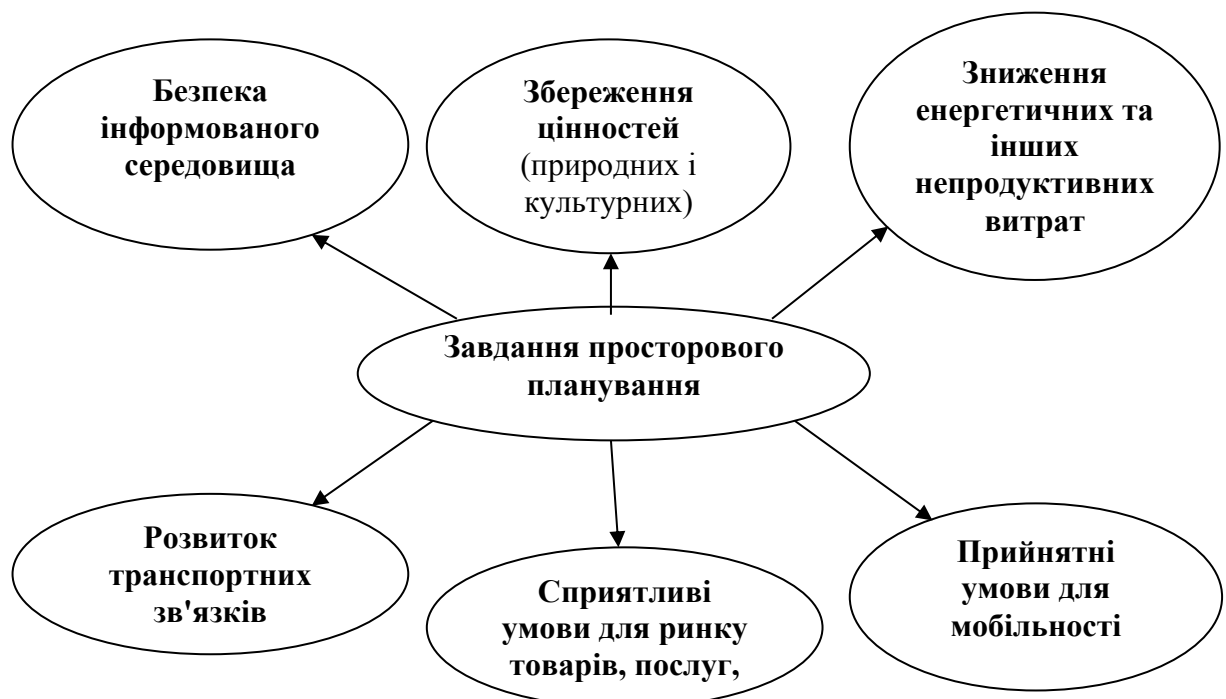 Безпека
інформованого
середовища
Збереження
цінностей
(природних і
культурних)
Зниження
енергетичних та
інших
непродуктивних
витрат
Завдання просторового
планування
Розвиток
транспортних
зв'язків
Сприятливі
умови для ринку
товарів, послуг,
Прийнятні
умови для
мобільності